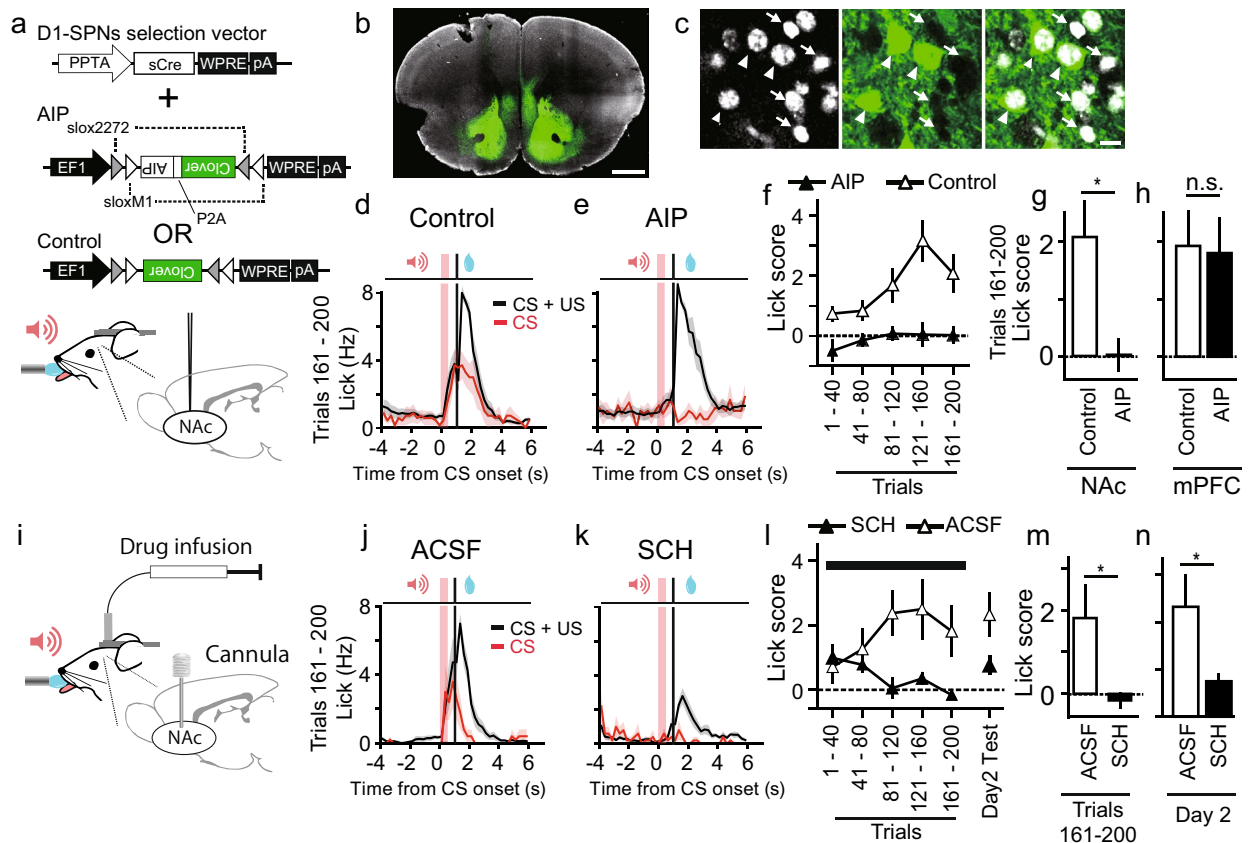 a
D1-SPNs selection vector
PPTA sCre WPRE pA
+
AIP
slox2272
EF1 AIP Clover WPRE pA
sloxM1
P2A
OR
Control
EF1 Clover WPRE pA
NAc
b
c
d
Control
CS + US
CS
Trials 161 - 200
Lick (Hz)
8
4
0
-4 -2 0 2 4 6
Time from CS onset (s)
e
AIP
-4 -2 0 2 4 6
Time from CS onset (s)
f
AIP Control
Lick score
4
2
0
1 - 40
41 - 80
81 - 120
121 - 160
161 - 200
Trials
g
*
Trials 161-200
Lick score
2
0
Control
AIP
NAc
h
n.s.
Control
AIP
mPFC
i
Drug infusion
Cannula
NAc
j
ACSF
CS + US
CS
Trials 161 - 200
Lick (Hz)
8
4
0
-4 -2 0 2 4 6
Time from CS onset (s)
k
SCH
-4 -2 0 2 4 6
Time from CS onset (s)
l
SCH ACSF
Lick score
4
2
0
1 - 40
41 - 80
81 - 120
121 - 160
161 - 200
Day2 Test
Trials
m
*
Lick score
2
0
ACSF
SCH
Trials
161-200
n
*
ACSF
SCH
Day 2